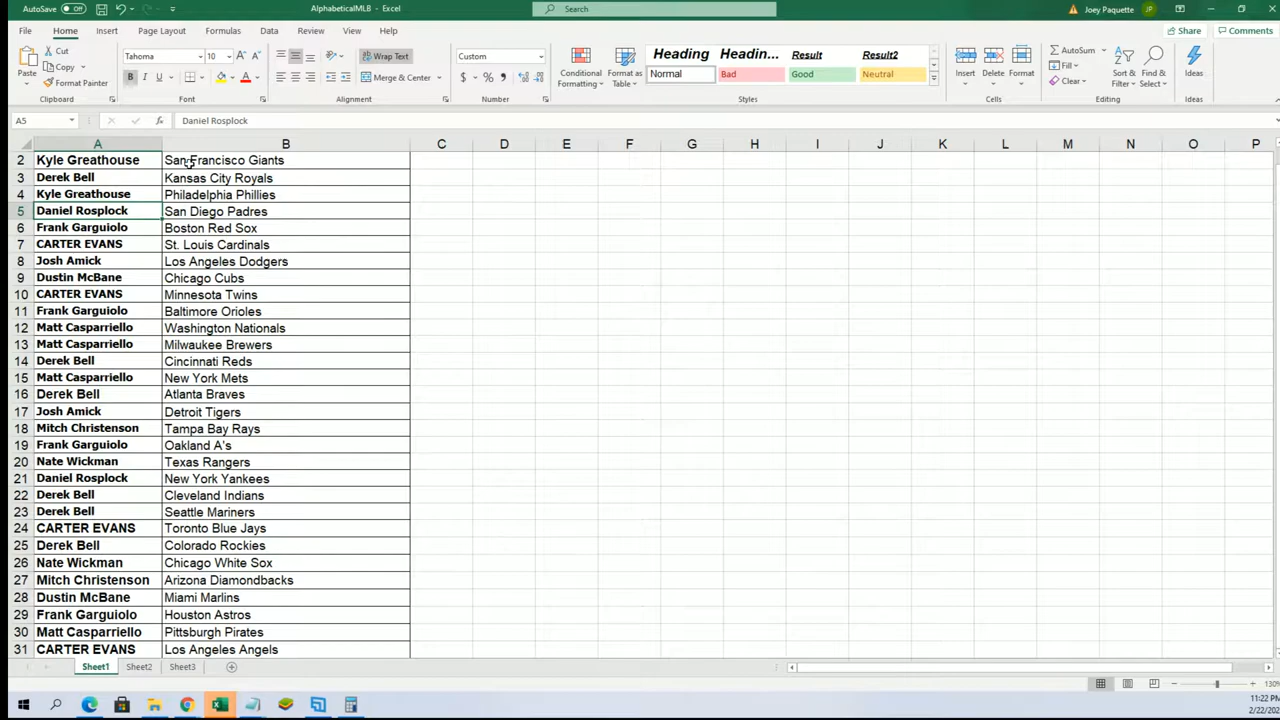 AutoSave Off AlphabeticalMLB - Excel Search Joey Paquette JP
File Home Insert Page Layout Formulas Data Review View Help Share Comments
Paste Cut Copy Format Painter Clipboard
Tahoma 10 B I U A Font
Wrap Text Merge & Center Alignment
Custom $ % Number
Conditional Formatting Format as Table
Heading Headin... Result Result2
Normal Bad Good Neutral
Styles
Insert Delete Format Cells
AutoSum Fill Clear Sort & Filter Find & Select Editing
Ideas Ideas
A5 fx Daniel Rosplock
A B C D E F G H I J K L M N O P
2 Kyle Greathouse San Francisco Giants
3 Derek Bell Kansas City Royals
4 Kyle Greathouse Philadelphia Phillies
5 Daniel Rosplock San Diego Padres
6 Frank Garguiolo Boston Red Sox
7 CARTER EVANS St. Louis Cardinals
8 Josh Amick Los Angeles Dodgers
9 Dustin McBane Chicago Cubs
10 CARTER EVANS Minnesota Twins
11 Frank Garguiolo Baltimore Orioles
12 Matt Casparriello Washington Nationals
13 Matt Casparriello Milwaukee Brewers
14 Derek Bell Cincinnati Reds
15 Matt Casparriello New York Mets
16 Derek Bell Atlanta Braves
17 Josh Amick Detroit Tigers
18 Mitch Christenson Tampa Bay Rays
19 Frank Garguiolo Oakland A's
20 Nate Wickman Texas Rangers
21 Daniel Rosplock New York Yankees
22 Derek Bell Cleveland Indians
23 Derek Bell Seattle Mariners
24 CARTER EVANS Toronto Blue Jays
25 Derek Bell Colorado Rockies
26 Nate Wickman Chicago White Sox
27 Mitch Christenson Arizona Diamondbacks
28 Dustin McBane Miami Marlins
29 Frank Garguiolo Houston Astros
30 Matt Casparriello Pittsburgh Pirates
31 CARTER EVANS Los Angeles Angels
Sheet1 Sheet2 Sheet3
130%
11:22 PM
2/22/202